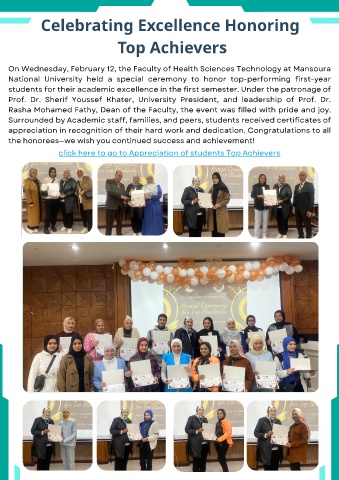 Celebrating Excellence Honoring
Top Achievers
On Wednesday, February 12, the Faculty of Health Sciences Technology at Mansoura
National University held a special ceremony to honor top-performing first-year
students for their academic excellence in the first semester. Under the patronage of
Prof. Dr. Sherif Youssef Khater, University President, and leadership of Prof. Dr.
Rasha Mohamed Fathy, Dean of the Faculty, the event was filled with pride and joy.
Surrounded by Academic staff, families, and peers, students received certificates of
appreciation in recognition of their hard work and dedication. Congratulations to all
the honorees—we wish you continued success and achievement!
click here to go to Appreciation of students Top Achievers
Award Ceremony
for Top Students